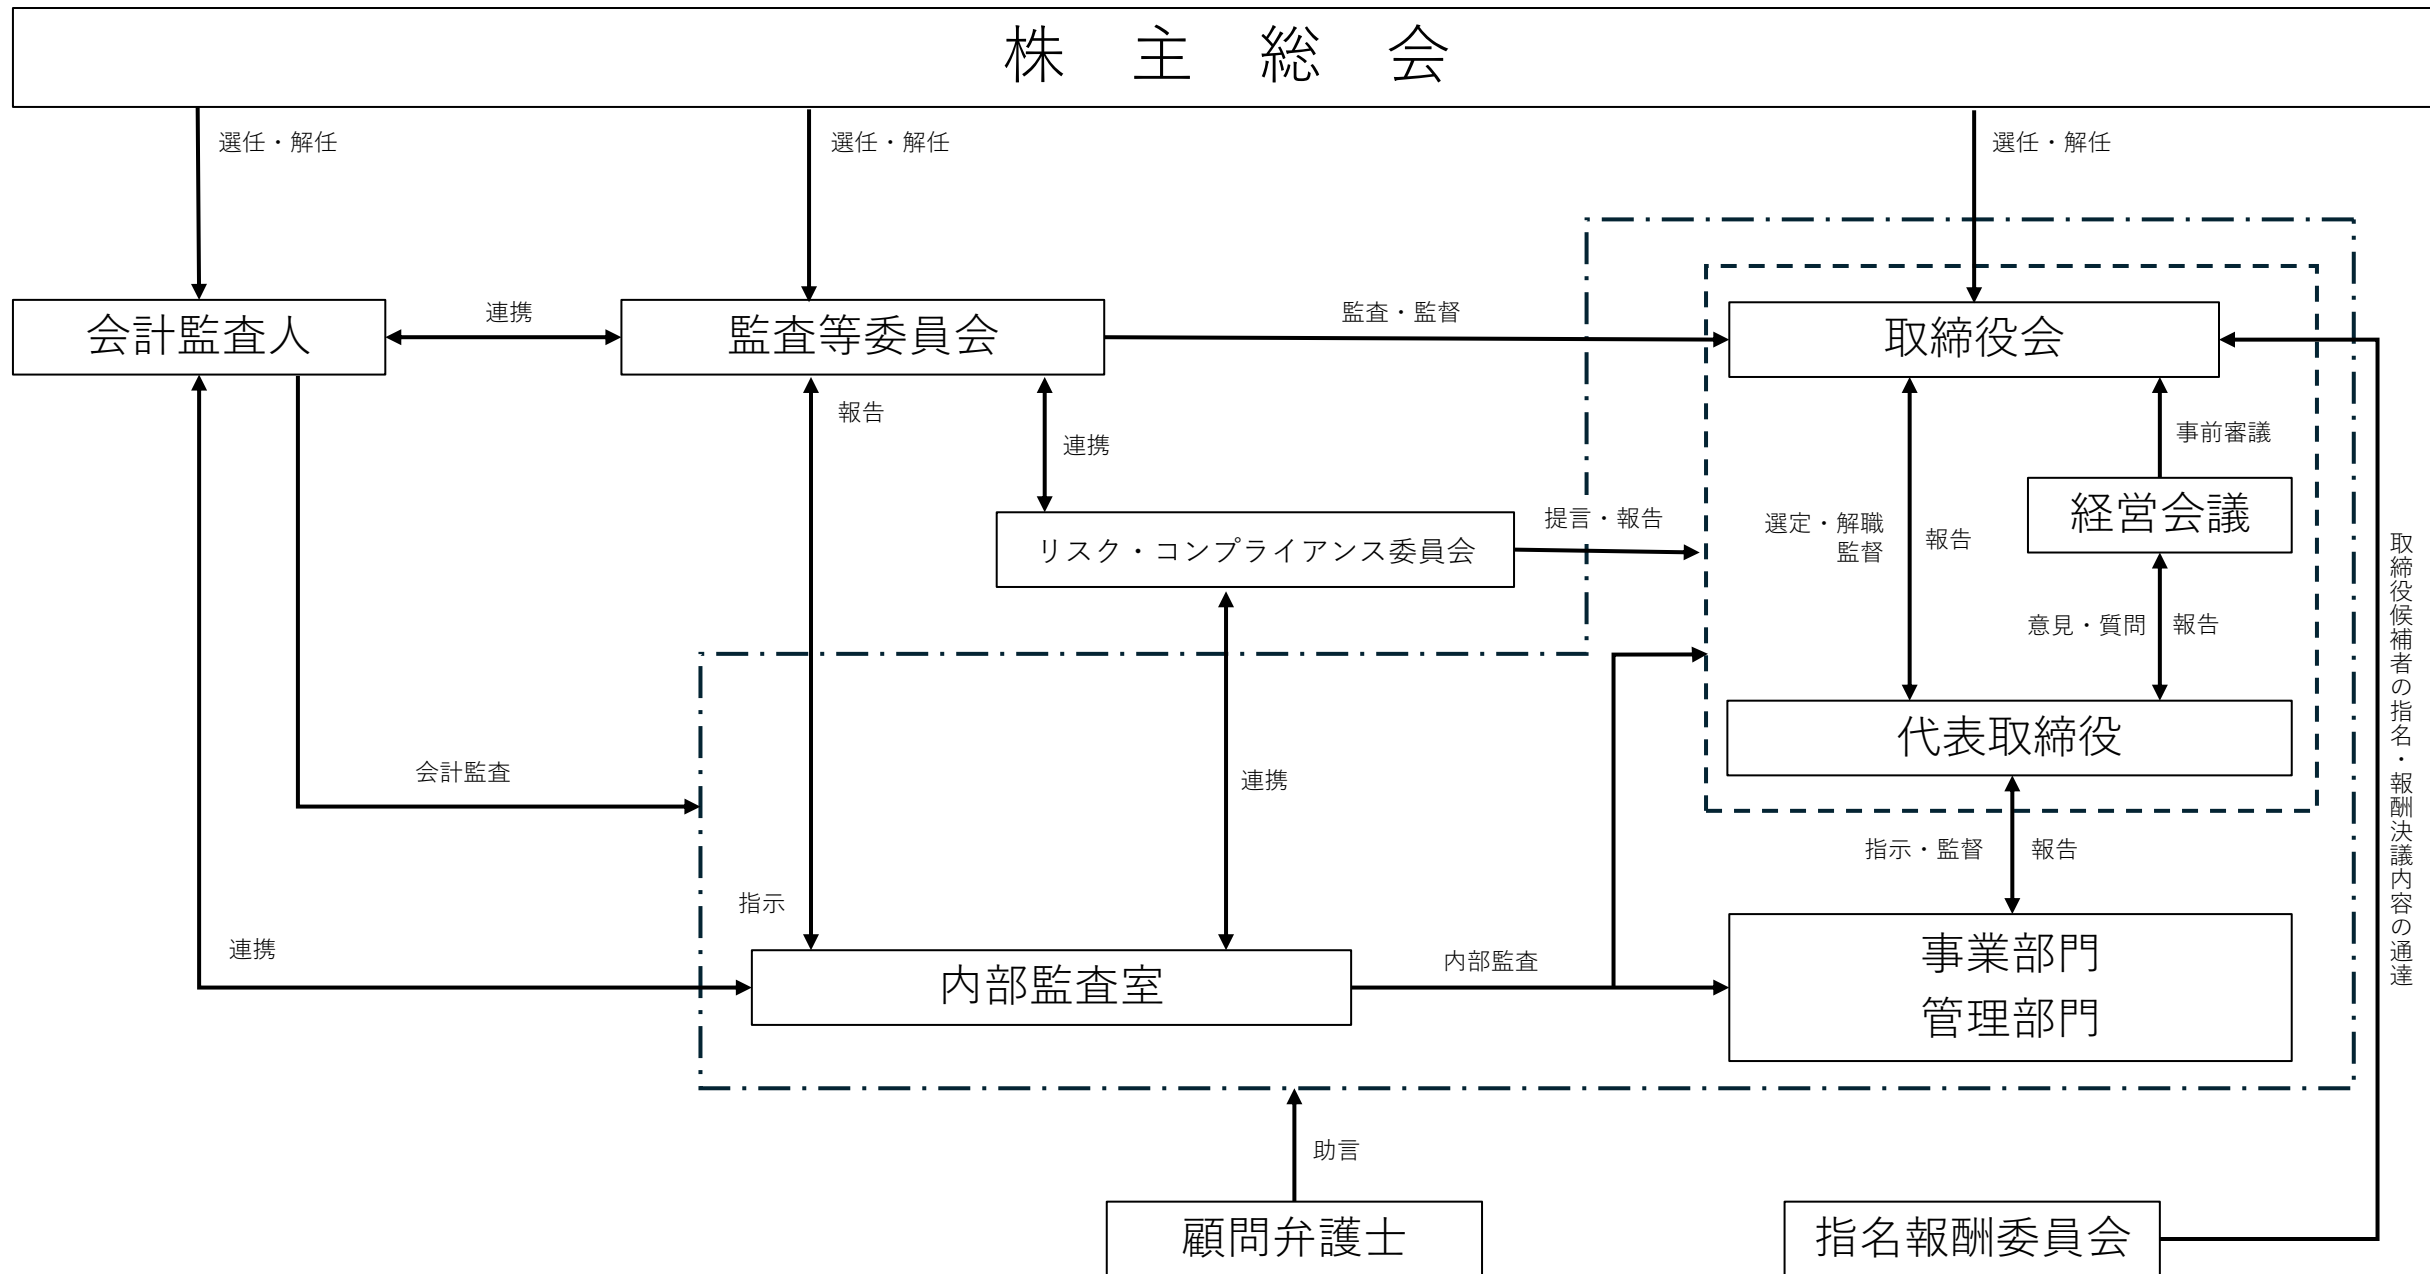 株主総会
選任・解任
選任・解任
選任・解任
会計監査人
連携
監査等委員会
監査・監督
取締役会
報告
連携
事前審議
経営会議
リスク・コンプライアンス委員会
提言・報告
選定・解職
監督
報告
意見・質問
報告
取締役候補者の指名・報酬決議内容の通達
代表取締役
会計監査
連携
指示・監督
報告
指示
連携
内部監査室
内部監査
事業部門
管理部門
助言
顧問弁護士
指名報酬委員会